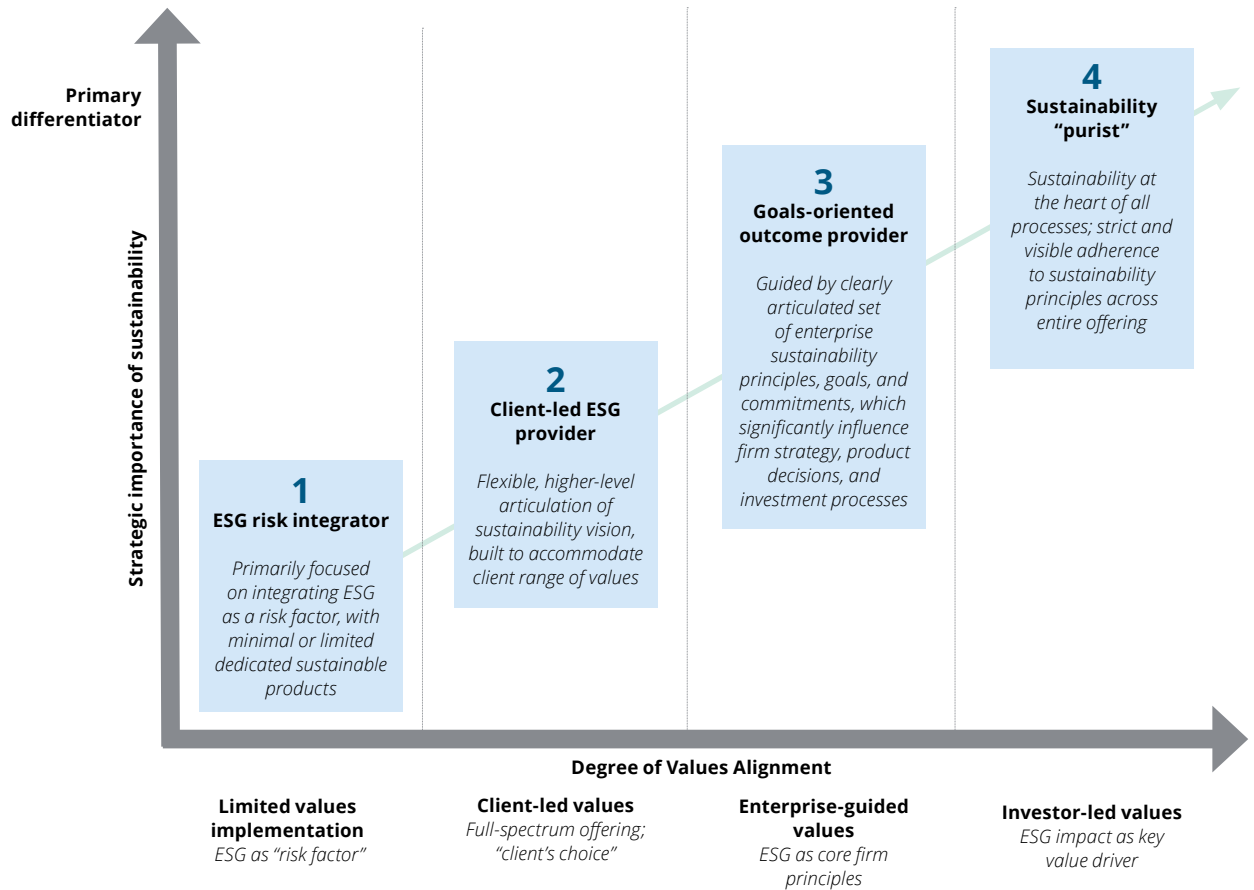 Primary
differentiator
Strategic importance of sustainability
1
ESG risk integrator
Primarily focused
on integrating ESG
as a risk factor, with
minimal or limited
dedicated sustainable
products
2
Client-led ESG
provider
Flexible, higher-level
articulation of
sustainability vision,
built to accommodate
client range of values
3
Goals-oriented
outcome provider
Guided by clearly
articulated set
of enterprise
sustainability
principles, goals, and
commitments, which
significantly influence
firm strategy, product
decisions, and
investment processes
4
Sustainability
“purist”
Sustainability at
the heart of all
processes; strict and
visible adherence
to sustainability
principles across
entire offering
Degree of Values Alignment
Limited values
implementation
ESG as “risk factor”
Client-led values
Full-spectrum offering;
“client’s choice”
Enterprise-guided
values
ESG as core firm
principles
Investor-led values
ESG impact as key
value driver